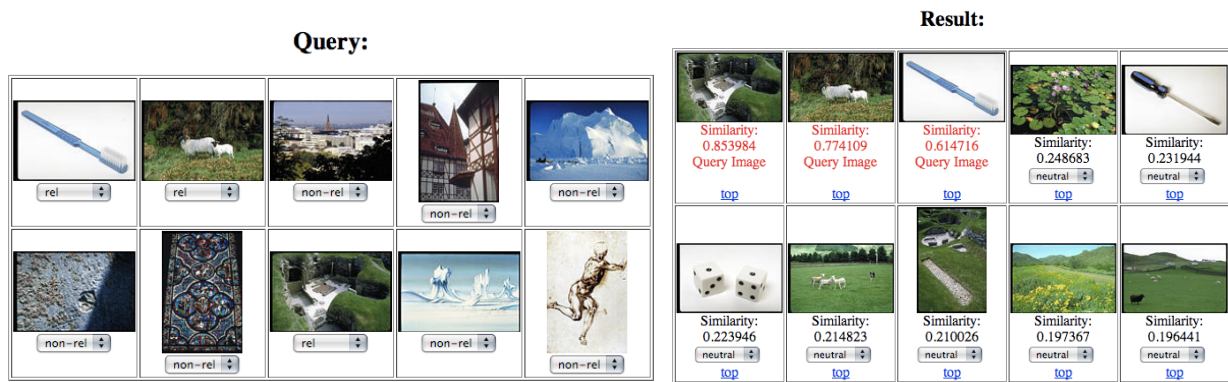 Query:
rel
rel
non-rel
non-rel
non-rel
non-rel
non-rel
rel
non-rel
non-rel
Result:
Similarity:
0.853984
Query Image
top
Similarity:
0.774109
Query Image
top
Similarity:
0.614716
Query Image
top
Similarity:
0.248683
neutral
top
Similarity:
0.231944
neutral
top
Similarity:
0.223946
neutral
top
Similarity:
0.214823
neutral
top
Similarity:
0.210026
neutral
top
Similarity:
0.197367
neutral
top
Similarity:
0.196441
neutral
top